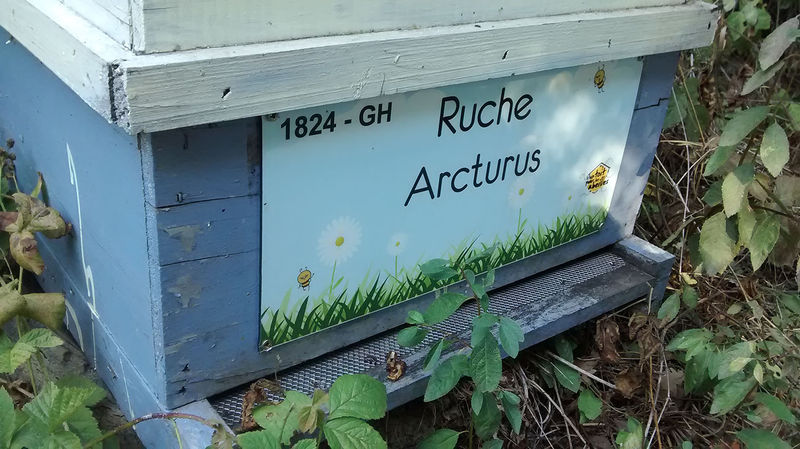 1824 - GH
Ruche
Arcturus